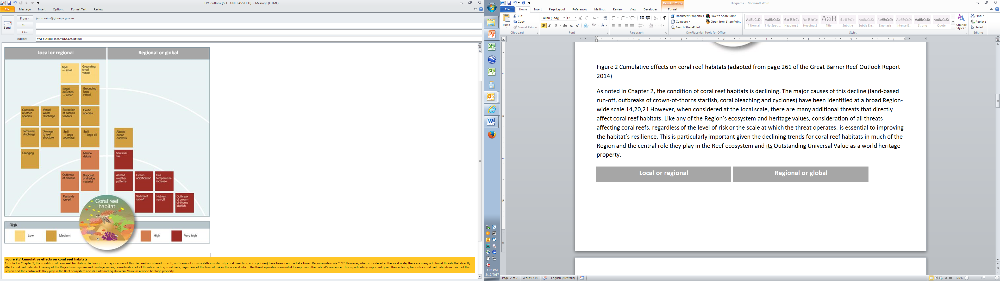 FW: outlook [SEC=UNCLASSIFIED] - Message (HTML)
File Message Insert Options Format Text Review
From jason.vains@gbrmpa.gov.au
To...
Cc...
Send
Subject: FW: outlook [SEC=UNCLASSIFIED]
Local or regional Regional or global
Spill — small
Grounding small vessel
Illegal activities — other
Grounding large vessel
Outbreak of other species
Vessel waste discharge
Extraction of particle feeders
Exotic species
Terrestrial discharge
Damage to reef structure
Spill — large chemical
Spill — large oil
Altered ocean currents
Dredging
Marine debris
Sea level rise
Outbreak of disease
Disposal of dredge material
Altered weather patterns
Ocean acidification
Sea temperature increase
Pesticide run-off
Sediment run-off
Nutrient run-off
Outbreak of crown-of-thorns starfish
Coral reef habitat
Risk
Low Medium High Very high
Figure 9.7 Cumulative effects on coral reef habitats
As noted in Chapter 2, the condition of coral reef habitats is declining. The major causes of this decline (land-based run-off, outbreaks of crown-of-thorns starfish, coral bleaching and cyclones) have been identified at a broad Region-wide scale.14,20,21 However, when considered at the local scale, there are many additional threats that directly
affect coral reef habitats. Like any of the Region's ecosystem and heritage values, consideration of all threats affecting coral reefs, regardless of the level of risk or the scale at which the threat operates, is essential to improving the habitat's resilience. This is particularly important given the declining trends for coral reef habitats in much of the
Region and the central role they play in the Reef ecosystem and its Outstanding Universal Value as a world heritage property.
4:20 PM
5/17/2017
Diagrams - Microsoft Word
Drawing Tools
File Home Insert Page Layout References Mailings Review View Developer Format
Paste
Cut
Copy
Format Painter
Clipboard
Calibri (Body) 12
Font
Paragraph
Document Properties Save to SharePoint
Compare Open from SharePoint
Search SharePoint
OnePlaceMail Tools for Office
AaBbCcDc AaBbCcDc AaBbC AaBbCc AaB AaBbCc. AaBbCcDc AaBbCcDc AaBbCcDc AaBbCcDc AaBbCcDc
¶ Normal ¶ No Spaci... Heading 1 Heading 2 Title Subtitle Subtle Em... Emphasis Intense E... Strong Quote
Styles
Change Styles
Find
Replace
Select
Editing
Figure 2 Cumulative effects on coral reef habitats (adapted from page 261 of the Great Barrier Reef Outlook Report
2014)
As noted in Chapter 2, the condition of coral reef habitats is declining. The major causes of this decline (land-based
run-off, outbreaks of crown-of-thorns starfish, coral bleaching and cyclones) have been identified at a broad Region-
wide scale.14,20,21 However, when considered at the local scale, there are many additional threats that directly
affect coral reef habitats. Like any of the Region's ecosystem and heritage values, consideration of all threats
affecting coral reefs, regardless of the level of risk or the scale at which the threat operates, is essential to improving
the habitat's resilience. This is particularly important given the declining trends for coral reef habitats in much of the
Region and the central role they play in the Reef ecosystem and its Outstanding Universal Value as a world heritage
property.
Local or regional Regional or global
Page: 2 of 7 Words: 414 English (Australia) 170%